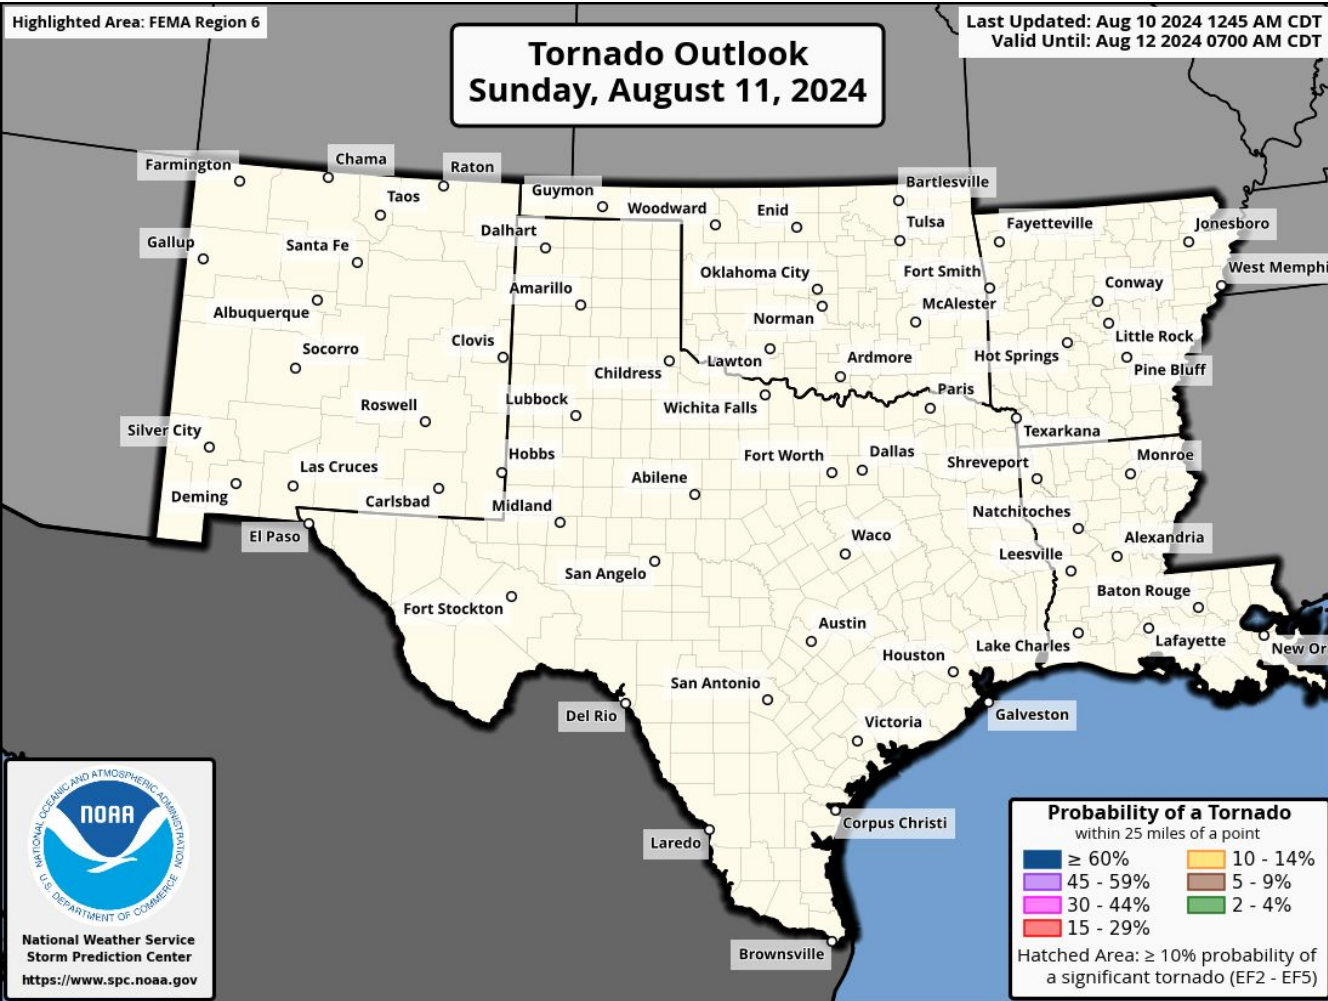 Highlighted Area: FEMA Region 6
Last Updated: Aug 10 2024 1245 AM CDT
Valid Until: Aug 12 2024 0700 AM CDT
Tornado Outlook
Sunday, August 11, 2024
Farmington
Chama
Raton
Taos
Guymon
Woodward
Enid
Bartlesville
Tulsa
Fayetteville
Jonesboro
Gallup
Santa Fe
Dalhart
Oklahoma City
Fort Smith
West Memphi
Amarillo
McAlester
Conway
Albuquerque
Norman
Little Rock
Socorro
Clovis
Childress
Lawton
Ardmore
Hot Springs
Pine Bluff
Roswell
Lubbock
Wichita Falls
Paris
Texarkana
Silver City
Las Cruces
Hobbs
Abilene
Fort Worth
Dallas
Shreveport
Monroe
Deming
Carlsbad
Midland
Natchitoches
El Paso
Waco
Leesville
Alexandria
San Angelo
Baton Rouge
Fort Stockton
Austin
Houston
Lake Charles
Lafayette
New Or
San Antonio
Del Rio
Victoria
Galveston
Laredo
Corpus Christi
Brownsville
NATIONAL OCEANIC AND ATMOSPHERIC ADMINISTRATION
NOAA
U.S. DEPARTMENT OF COMMERCE
National Weather Service
Storm Prediction Center
https://www.spc.noaa.gov
Probability of a Tornado
within 25 miles of a point
≥ 60%
45 - 59%
30 - 44%
15 - 29%
10 - 14%
5 - 9%
2 - 4%
Hatched Area: ≥ 10% probability of
a significant tornado (EF2 - EF5)